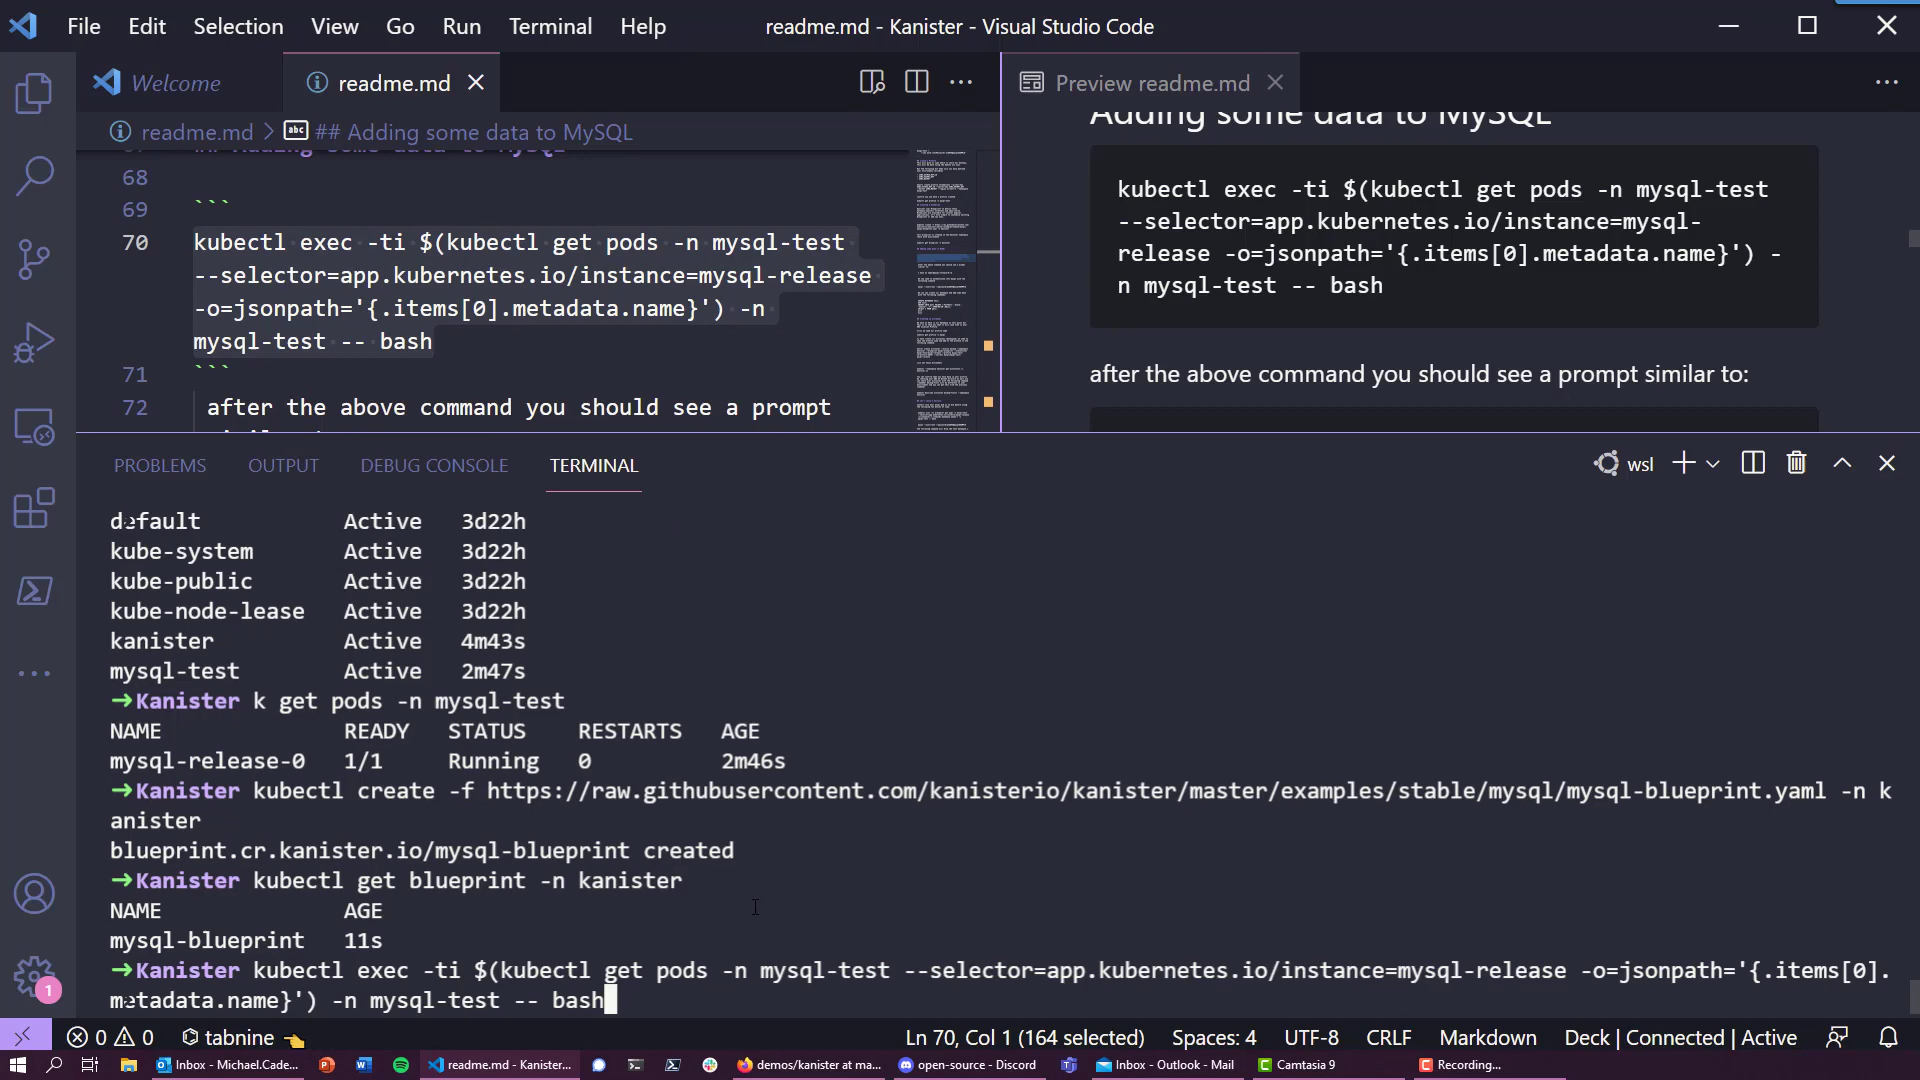 File Edit Selection View Go Run Terminal Help readme.md - Kanister - Visual Studio Code
Welcome readme.md
Preview readme.md
readme.md > ## Adding some data to MySQL
## Adding some data to MySQL
68
69 ```
70 kubectl exec -ti $(kubectl get pods -n mysql-test
--selector=app.kubernetes.io/instance=mysql-release
-o=jsonpath='{.items[0].metadata.name}') -n
mysql-test -- bash
71 ```
72 after the above command you should see a prompt
Adding some data to MySQL
kubectl exec -ti $(kubectl get pods -n mysql-test
--selector=app.kubernetes.io/instance=mysql-
release -o=jsonpath='{.items[0].metadata.name}') -
n mysql-test -- bash
after the above command you should see a prompt similar to:
PROBLEMS OUTPUT DEBUG CONSOLE TERMINAL
wsl
default Active 3d22h
kube-system Active 3d22h
kube-public Active 3d22h
kube-node-lease Active 3d22h
kanister Active 4m43s
mysql-test Active 2m47s
→Kanister k get pods -n mysql-test
NAME READY STATUS RESTARTS AGE
mysql-release-0 1/1 Running 0 2m46s
→Kanister kubectl create -f https://raw.githubusercontent.com/kanisterio/kanister/master/examples/stable/mysql/mysql-blueprint.yaml -n k
anister
blueprint.cr.kanister.io/mysql-blueprint created
→Kanister kubectl get blueprint -n kanister
NAME AGE
mysql-blueprint 11s
→Kanister kubectl exec -ti $(kubectl get pods -n mysql-test --selector=app.kubernetes.io/instance=mysql-release -o=jsonpath='{.items[0].
metadata.name}') -n mysql-test -- bash
1
0 0 tabnine
Ln 70, Col 1 (164 selected) Spaces: 4 UTF-8 CRLF Markdown Deck | Connected | Active
Inbox - Michael.Cade... readme.md - Kanister... demos/kanister at ma... open-source - Discord Inbox - Outlook - Mail Camtasia 9 Recording...